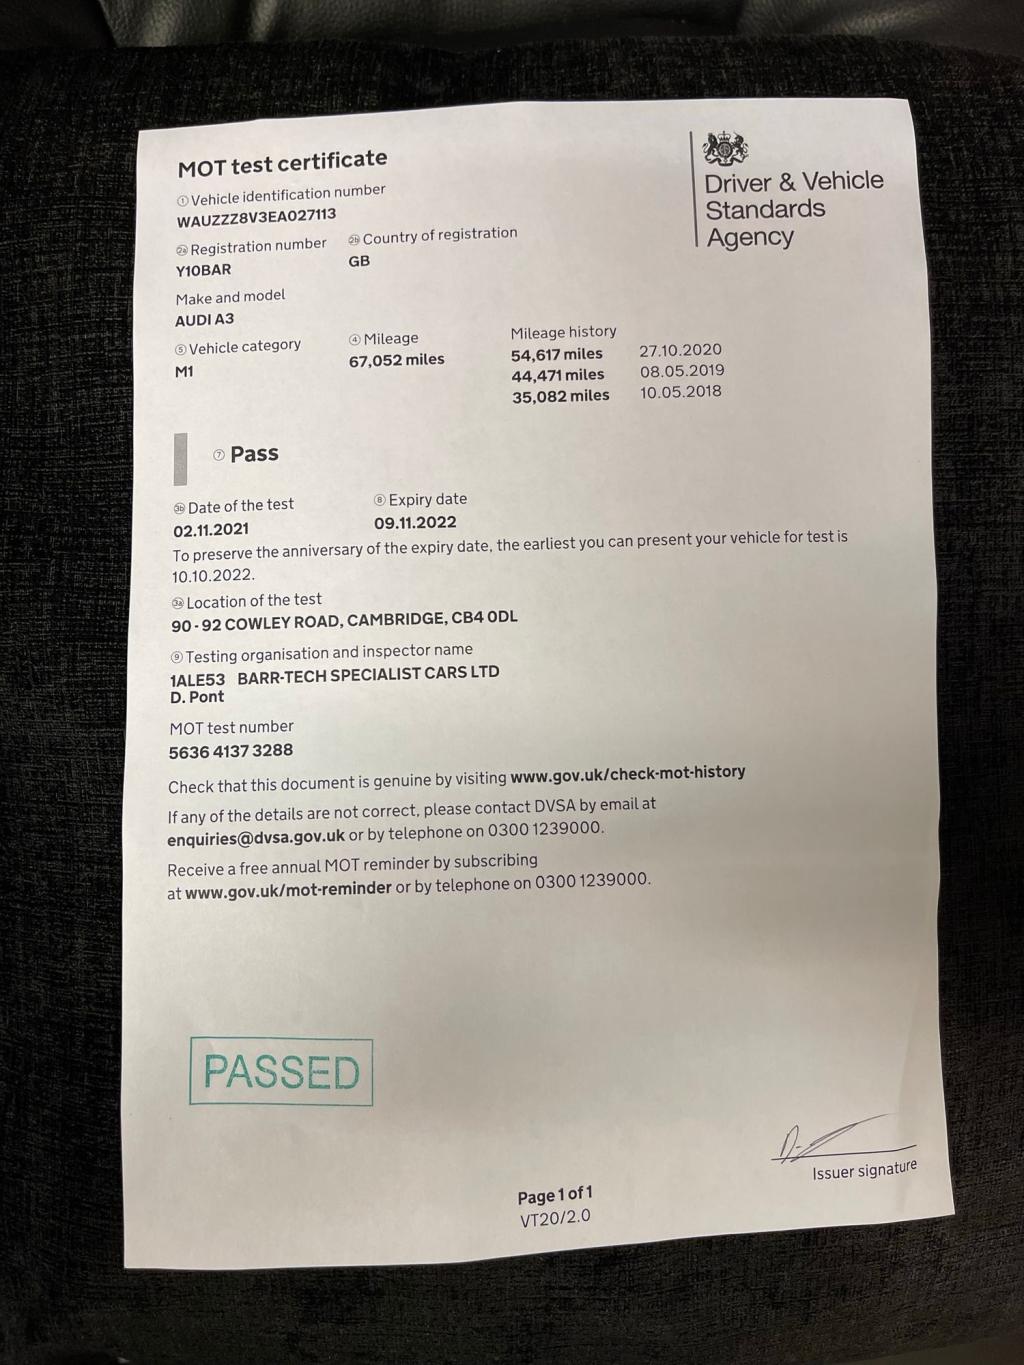 MOT test certificate
Driver & Vehicle
Standards
Agency
① Vehicle identification number
WAUZZZ8V3EA027113
2a Registration number 2b Country of registration
Y10BAR GB
Make and model
AUDI A3
⑤ Vehicle category ④ Mileage Mileage history
M1 67,052 miles 54,617 miles 27.10.2020
44,471 miles 08.05.2019
35,082 miles 10.05.2018
⑦ Pass
3b Date of the test ⑧ Expiry date
02.11.2021 09.11.2022
To preserve the anniversary of the expiry date, the earliest you can present your vehicle for test is
10.10.2022.
3a Location of the test
90 - 92 COWLEY ROAD, CAMBRIDGE, CB4 0DL
⑨ Testing organisation and inspector name
1ALE53 BARR-TECH SPECIALIST CARS LTD
D. Pont
MOT test number
5636 4137 3288
Check that this document is genuine by visiting www.gov.uk/check-mot-history
If any of the details are not correct, please contact DVSA by email at
enquiries@dvsa.gov.uk or by telephone on 0300 1239000.
Receive a free annual MOT reminder by subscribing
at www.gov.uk/mot-reminder or by telephone on 0300 1239000.
PASSED
Issuer signature
Page 1 of 1
VT20/2.0